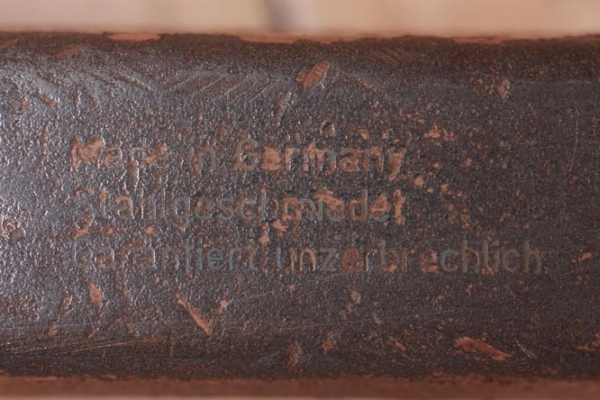 Made in Germany
Stahlgeschmiedet
Garantiert unzerbrechlich